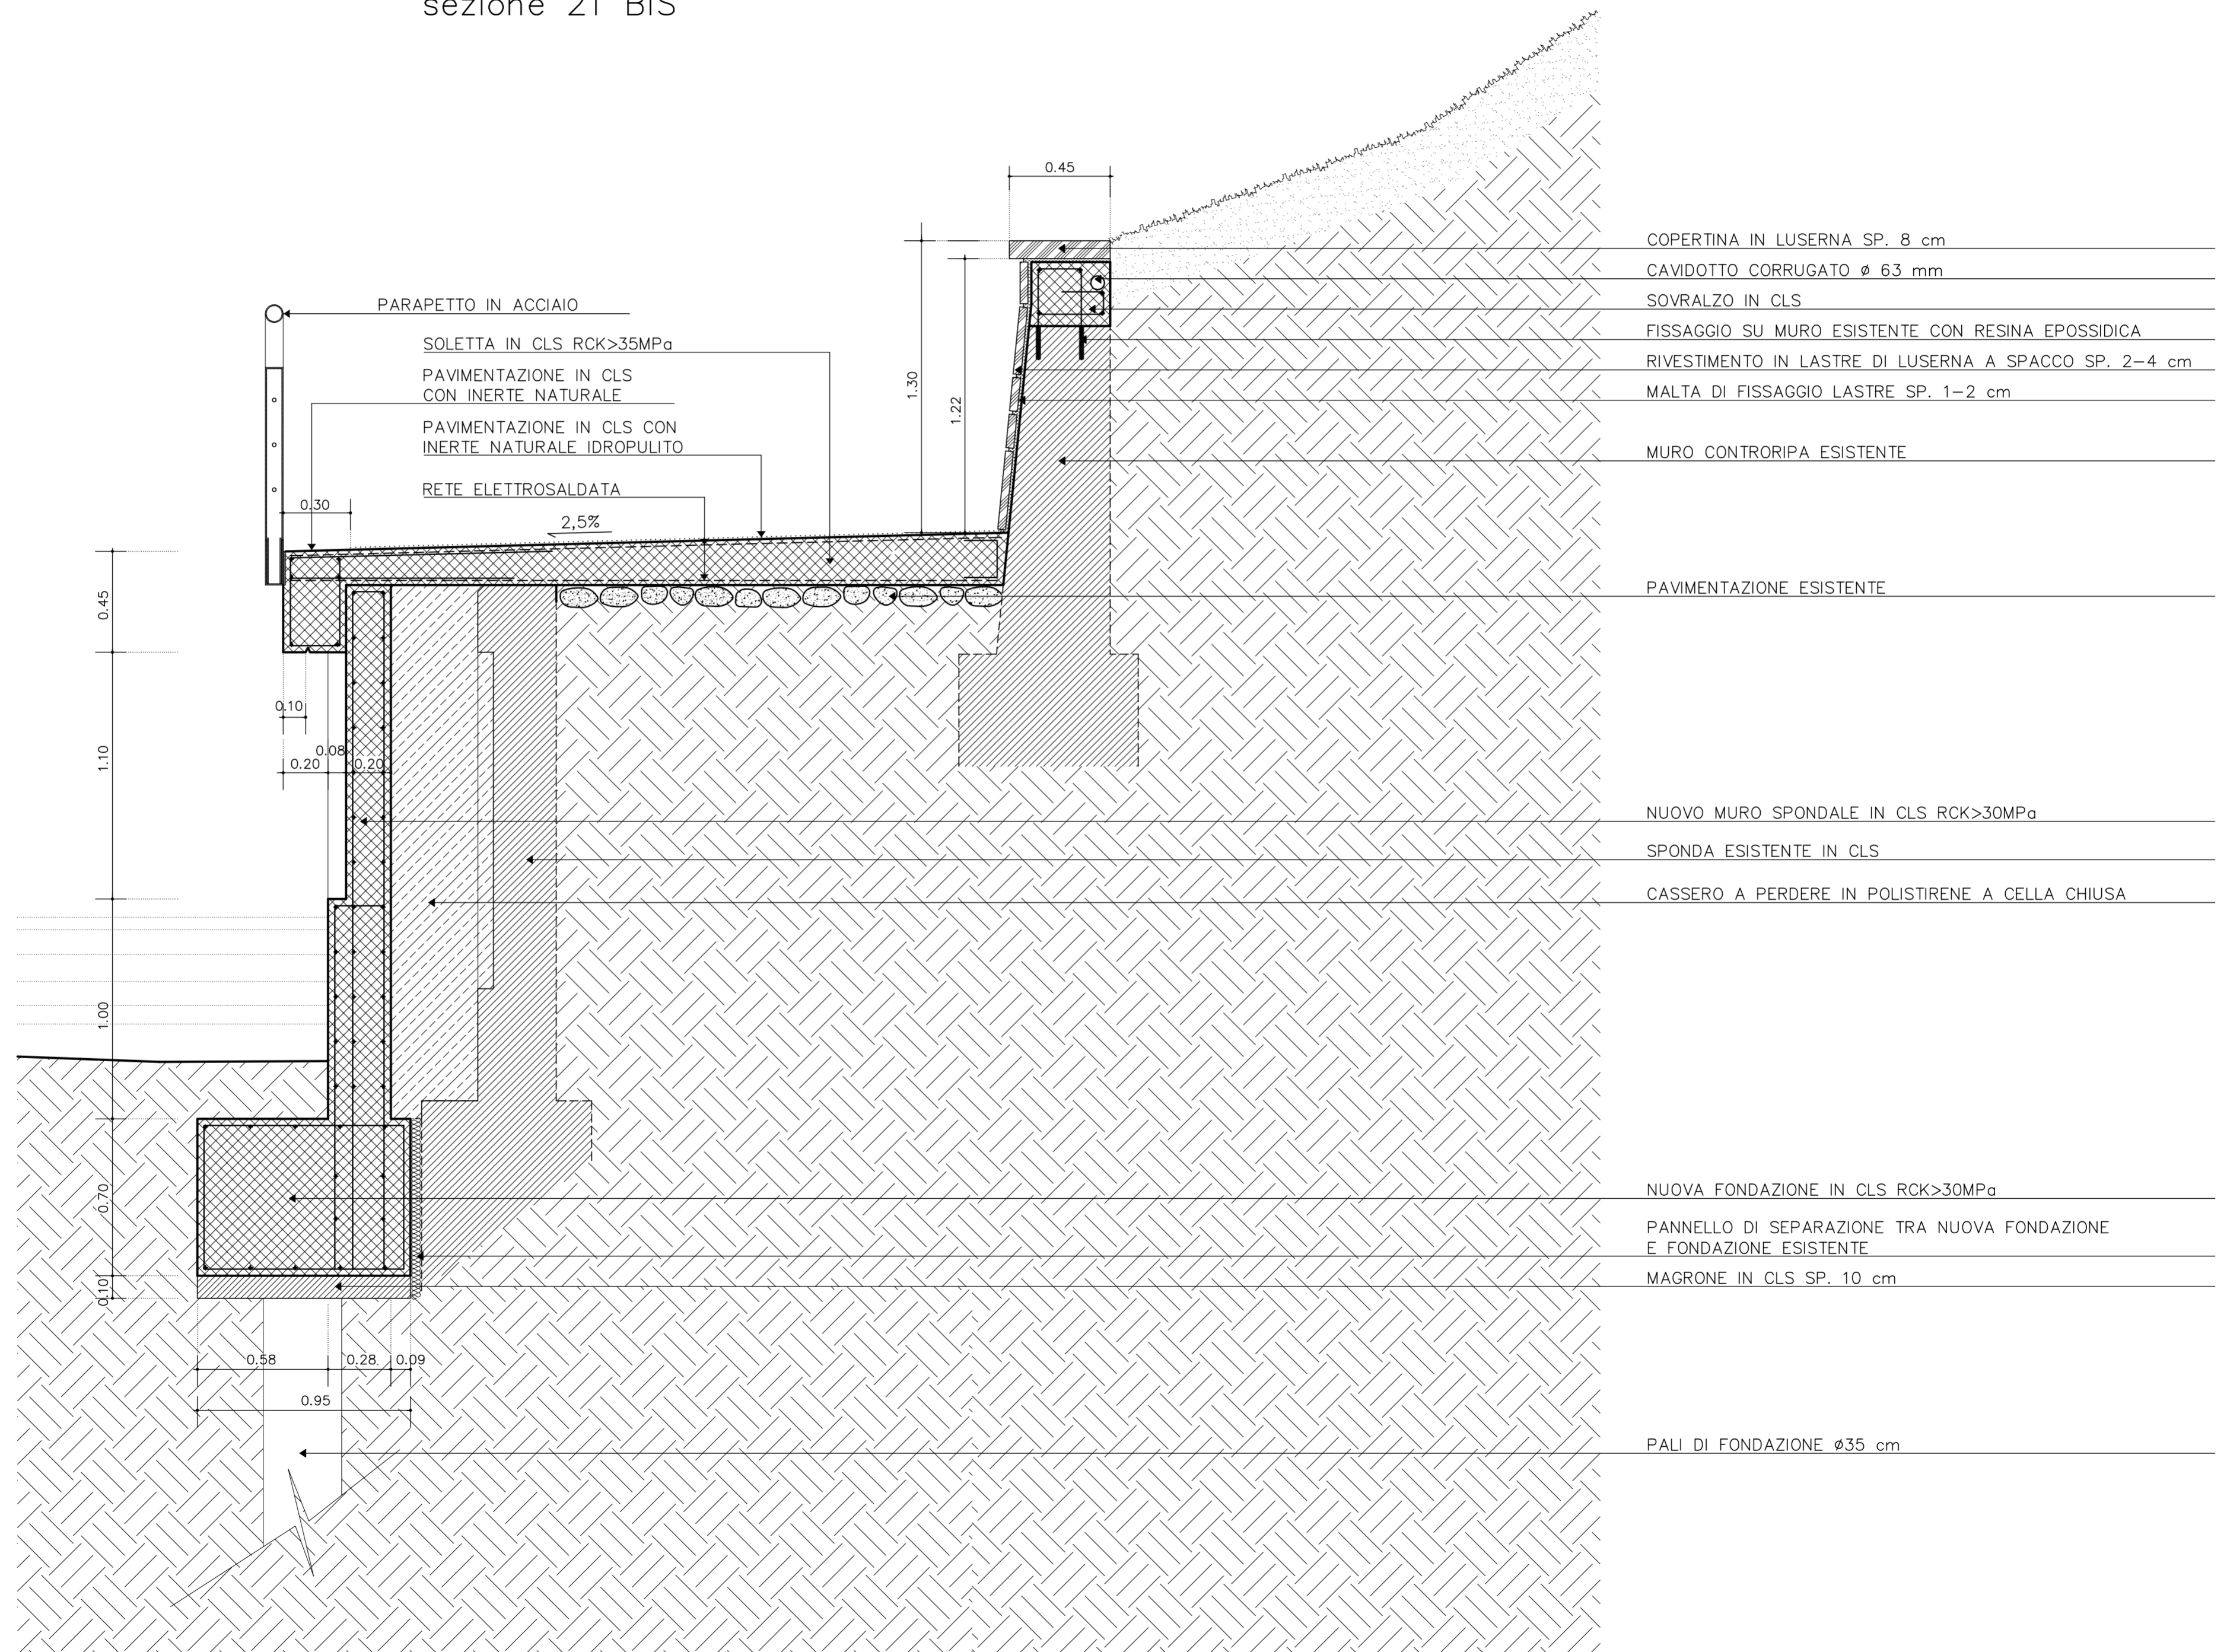 sezione 21 BIS
0.45
COPERTINA IN LUSERNA SP. 8 cm
CAVIDOTTO CORRUGATO ø 63 mm
SOVRALZO IN CLS
FISSAGGIO SU MURO ESISTENTE CON RESINA EPOSSIDICA
RIVESTIMENTO IN LASTRE DI LUSERNA A SPACCO SP. 2-4 cm
MALTA DI FISSAGGIO LASTRE SP. 1-2 cm
MURO CONTRORIPA ESISTENTE
PAVIMENTAZIONE ESISTENTE
PARAPETTO IN ACCIAIO
SOLETTA IN CLS RCK>35MPa
PAVIMENTAZIONE IN CLS
CON INERTE NATURALE
PAVIMENTAZIONE IN CLS CON
INERTE NATURALE IDROPULITO
RETE ELETTROSALDATA
1.30
1.22
0.30
2,5%
0.45
1.10
1.00
0.70
0.10
0.10
0.08
0.20
0.20
NUOVO MURO SPONDALE IN CLS RCK>30MPa
SPONDA ESISTENTE IN CLS
CASSERO A PERDERE IN POLISTIRENE A CELLA CHIUSA
NUOVA FONDAZIONE IN CLS RCK>30MPa
PANNELLO DI SEPARAZIONE TRA NUOVA FONDAZIONE
E FONDAZIONE ESISTENTE
MAGRONE IN CLS SP. 10 cm
0.58
0.28
0.09
0.95
PALI DI FONDAZIONE ø35 cm